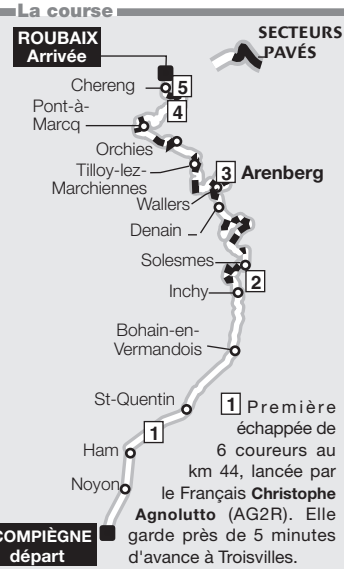 La course
ROUBAIX
Arrivée
SECTEURS
PAVÉS
Chereng
5
Pont-à-
Marcq
4
Orchies
Tilloy-lez-
Marchiennes
3 Arenberg
Wallers
Denain
Solesmes
2
Inchy
Bohain-en-
Vermandois
St-Quentin
1
Ham
Noyon
COMPIÈGNE
départ
1 Première
échappée de
6 coureurs au
km 44, lancée par
le Français Christophe
Agnolutto (AG2R). Elle
garde près de 5 minutes
d'avance à Troisvilles.